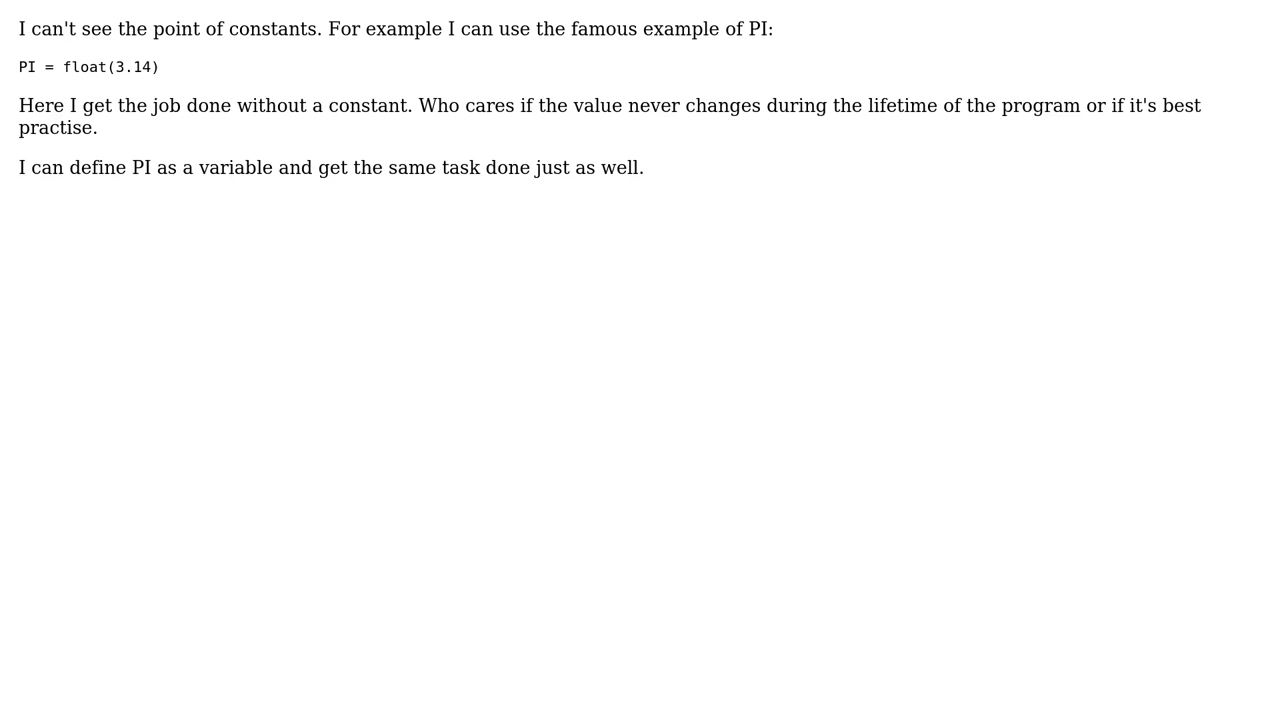 I can't see the point of constants. For example I can use the famous example of PI:
PI = float(3.14)
Here I get the job done without a constant. Who cares if the value never changes during the lifetime of the program or if it's best
practise.
I can define PI as a variable and get the same task done just as well.